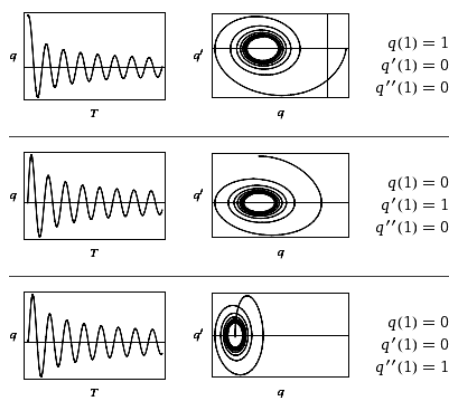 q
T
q′
q
q(1) = 1
q′(1) = 0
q′′(1) = 0
q
T
q′
q
q(1) = 0
q′(1) = 1
q′′(1) = 0
q
T
q′
q
q(1) = 0
q′(1) = 0
q′′(1) = 1